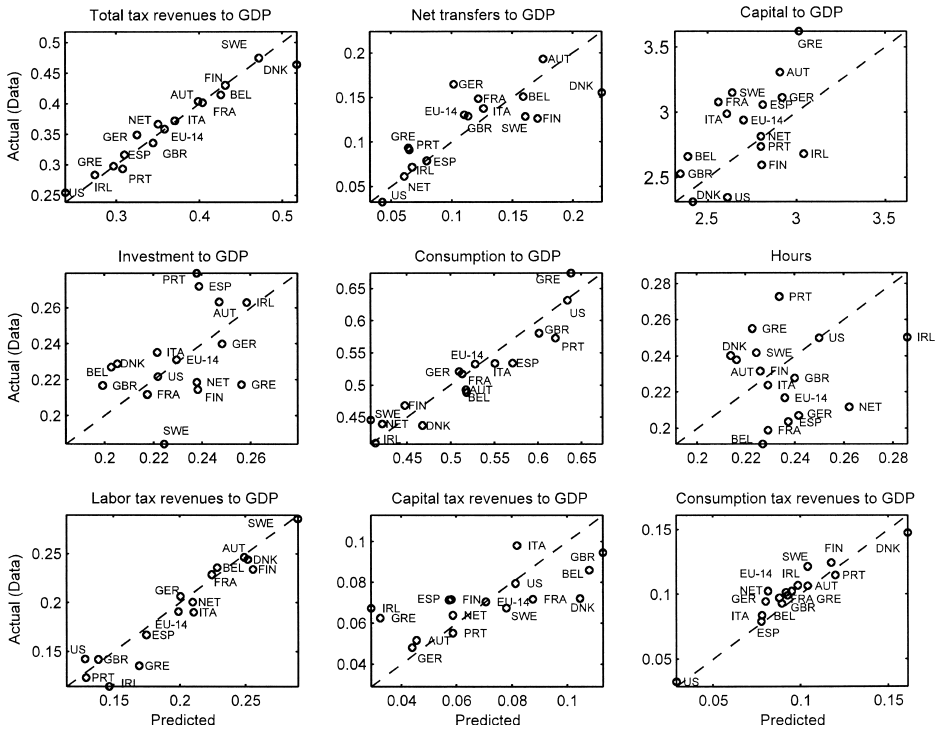 Total tax revenues to GDP
Actual (Data)
0.5
0.45
0.4
0.35
0.3
0.25
SWE
DNK
FIN
BEL
AUT
FRA
NET
ITA
EU-14
GER
GBR
ESP
GRE
PRT
IRL
US
0.3 0.4 0.5
Net transfers to GDP
0.2
0.15
0.1
0.05
AUT
DNK
GER
BEL
FRA
ITA
EU-14
GBR
SWE
FIN
GRE
PRT
ESP
IRL
NET
US
0.05 0.1 0.15 0.2
Capital to GDP
3.5
3
2.5
GRE
AUT
SWE
GER
FRA
ESP
ITA
EU-14
NET
PRT
IRL
BEL
FIN
GBR
DNK
US
2.5 3 3.5
Investment to GDP
Actual (Data)
0.26
0.24
0.22
0.2
PRT
ESP
IRL
AUT
GER
ITA
EU-14
DNK
BEL
US
GBR
NET
GRE
FRA
FIN
SWE
0.2 0.22 0.24 0.26
Consumption to GDP
0.65
0.6
0.55
0.5
0.45
GRE
US
GBR
PRT
EU-14
ESP
ITA
GER
FRA
AUT
BEL
FIN
SWE
NET
DNK
IRL
0.45 0.5 0.55 0.6 0.65
Hours
0.28
0.26
0.24
0.22
0.2
PRT
GRE
US
IRL
DNK
SWE
AUT
FIN
GBR
ITA
EU-14
NET
GER
ESP
FRA
BEL
0.2 0.22 0.24 0.26 0.28
Labor tax revenues to GDP
Actual (Data)
0.25
0.2
0.15
SWE
AUT
DNK
BEL
FIN
FRA
GER
NET
ITA
EU-14
ESP
US
GBR
GRE
PRT
IRL
0.15 0.2 0.25
Predicted
Capital tax revenues to GDP
0.1
0.08
0.06
0.04
ITA
GBR
BEL
US
ESP
FIN
EU-14
FRA
DNK
IRL
SWE
GRE
NET
PRT
AUT
GER
0.04 0.06 0.08 0.1
Predicted
Consumption tax revenues to GDP
0.15
0.1
0.05
DNK
FIN
SWE
PRT
EU-14
IRL
AUT
NET
GER
FRA
GRE
GBR
ITA
BEL
ESP
US
0.05 0.1 0.15
Predicted